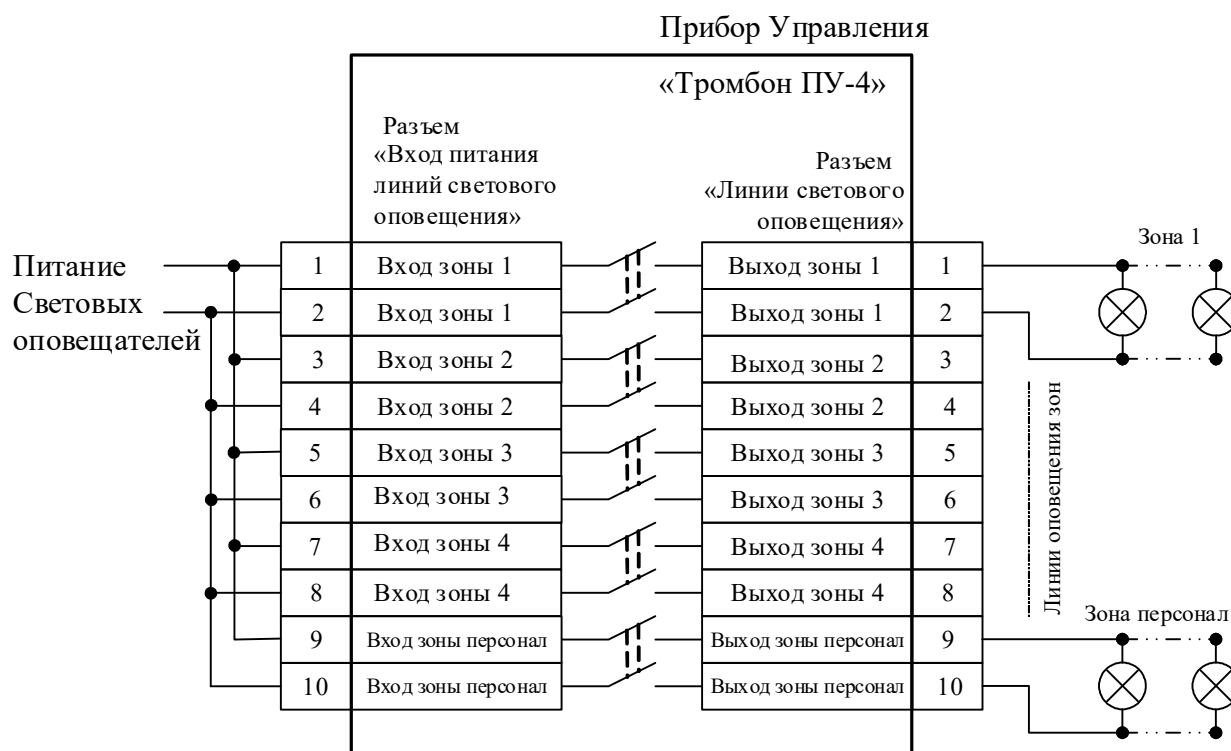 Прибор Управления
«Тромбон ПУ-4»
Разъем
«Вход питания
линий светового
оповещения»
Разъем
«Линии светового
оповещения»
Питание
Световых
оповещателей
1 Вход зоны 1 Выход зоны 1 1
2 Вход зоны 1 Выход зоны 1 2
3 Вход зоны 2 Выход зоны 2 3
4 Вход зоны 2 Выход зоны 2 4
5 Вход зоны 3 Выход зоны 3 5
6 Вход зоны 3 Выход зоны 3 6
7 Вход зоны 4 Выход зоны 4 7
8 Вход зоны 4 Выход зоны 4 8
9 Вход зоны персонал Выход зоны персонал 9
10 Вход зоны персонал Выход зоны персонал 10
Зона 1
Линии оповещения зон
Зона персонал